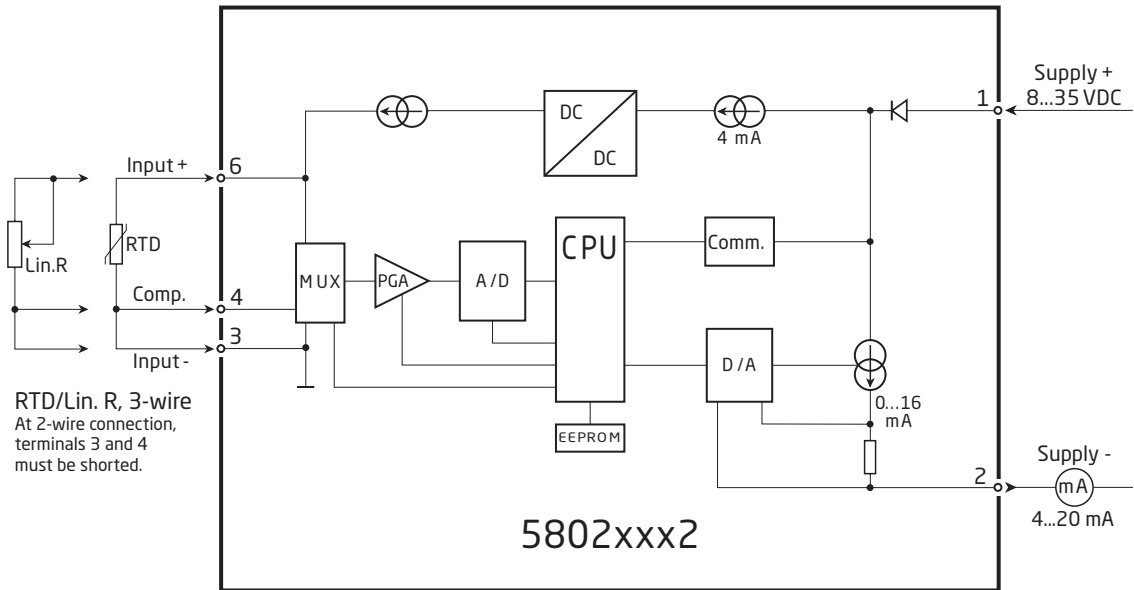 Supply +
8...35 VDC
1
DC
DC
4 mA
Input +
6
RTD
Lin.R
Comp.
4
3
Input -
MUX
PGA
A/D
CPU
Comm.
D/A
0...16
mA
EEPROM
RTD/Lin. R, 3-wire
At 2-wire connection,
terminals 3 and 4
must be shorted.
2
Supply -
mA
4...20 mA
5802xxx2